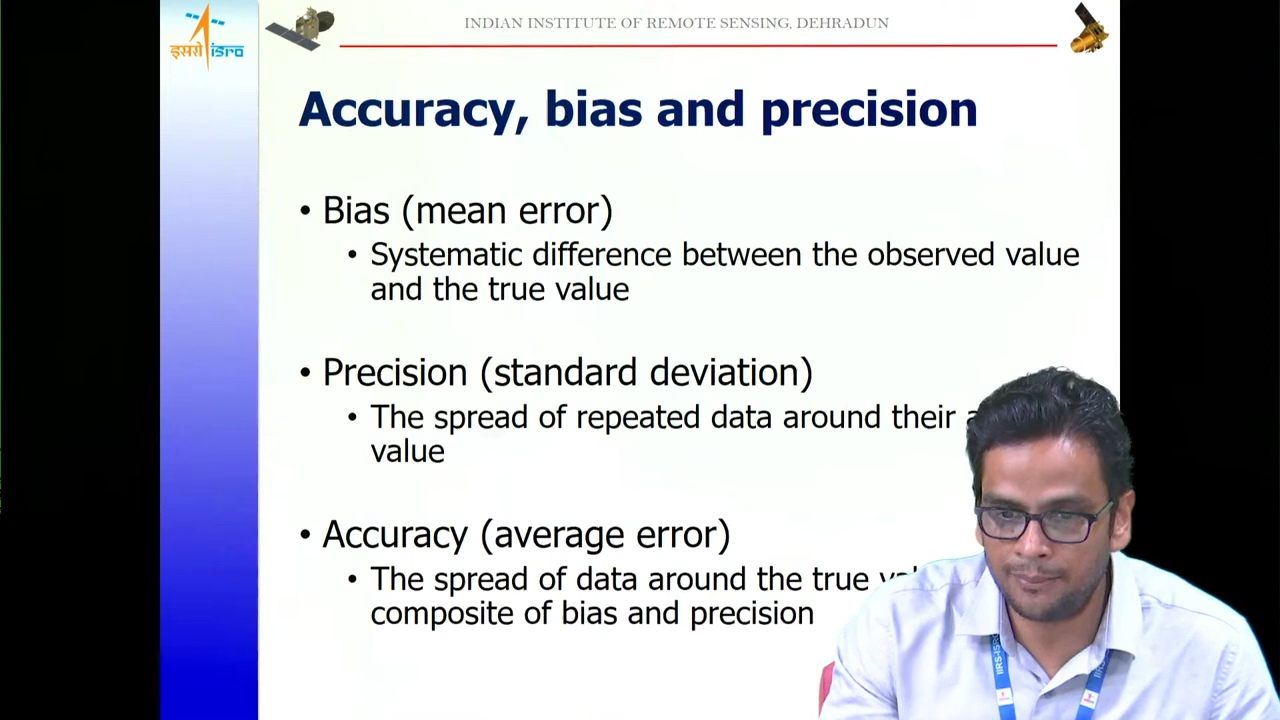 इसरो isro
INDIAN INSTITUTE OF REMOTE SENSING, DEHRADUN
Accuracy, bias and precision
• Bias (mean error)
• Systematic difference between the observed value
and the true value
• Precision (standard deviation)
• The spread of repeated data around their
value
• Accuracy (average error)
• The spread of data around the true
composite of bias and precision
IIRS